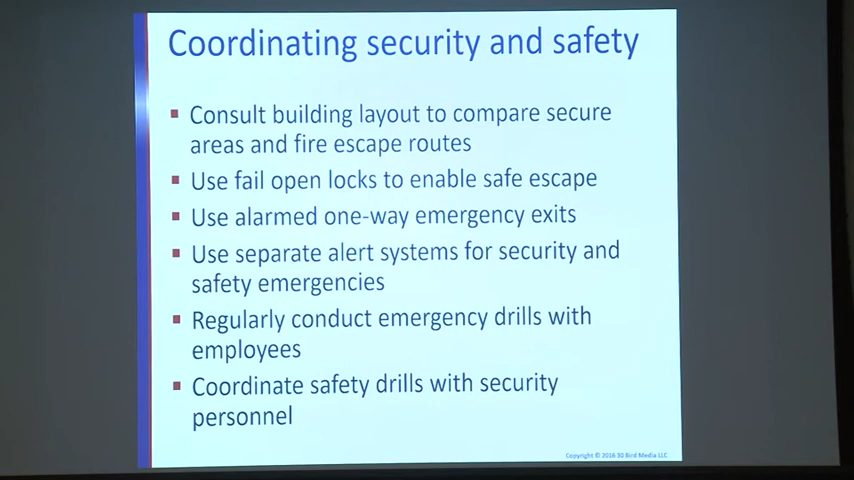 Coordinating security and safety
Consult building layout to compare secure
areas and fire escape routes
Use fail open locks to enable safe escape
Use alarmed one-way emergency exits
Use separate alert systems for security and
safety emergencies
Regularly conduct emergency drills with
employees
Coordinate safety drills with security
personnel
Copyright © 2016 30 Bird Media LLC